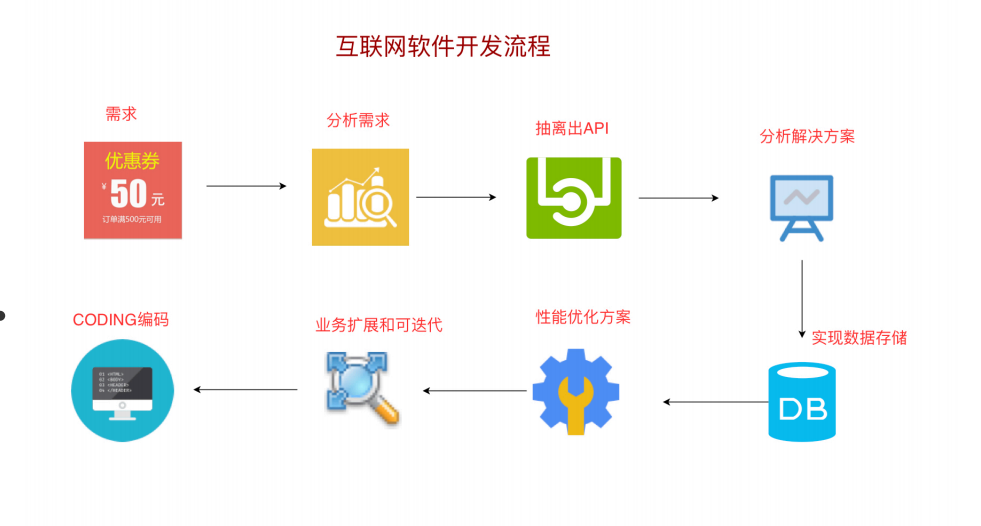 互联网软件开发流程
需求
分析需求
抽离出API
分析解决方案
优惠券
¥50元
订单满500元可用
CODING编码
业务扩展和可迭代
性能优化方案
实现数据存储
01 <HTML>
02 <BODY>
03 <HEADER>
04 </HEADER>
DB